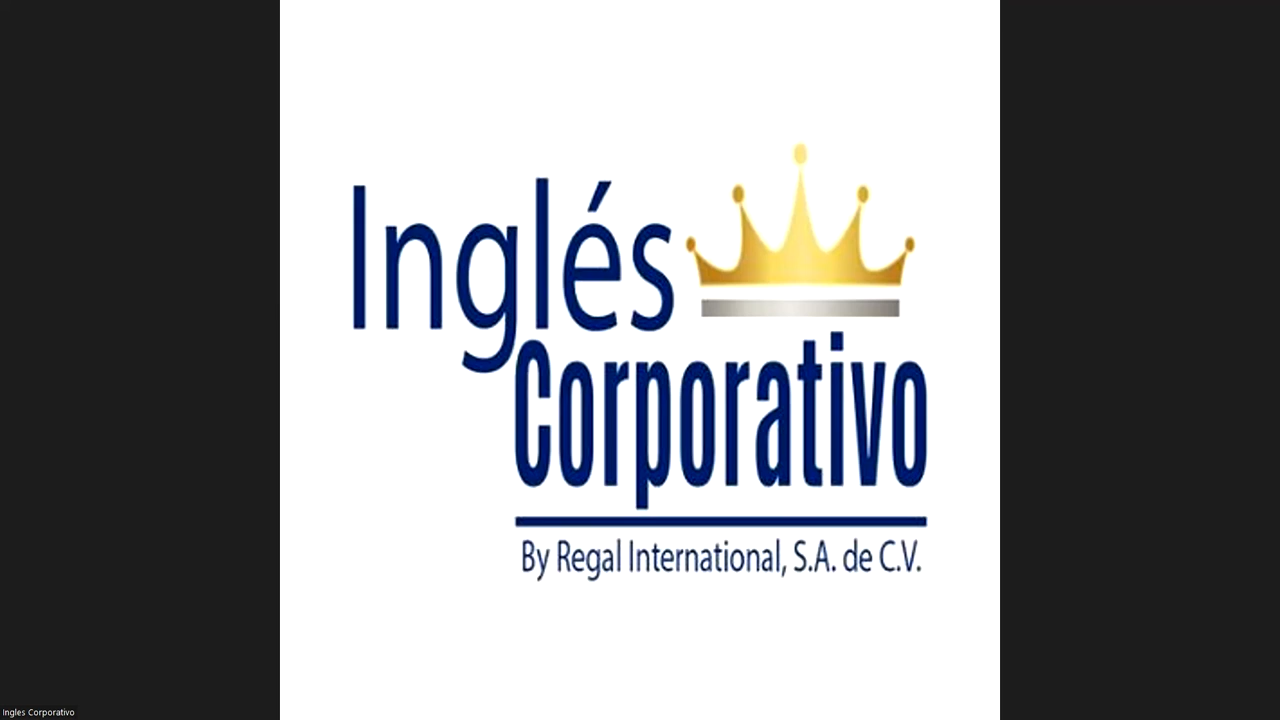 Inglés
Corporativo
By Regal International, S.A. de C.V.
Ingles Corporativo